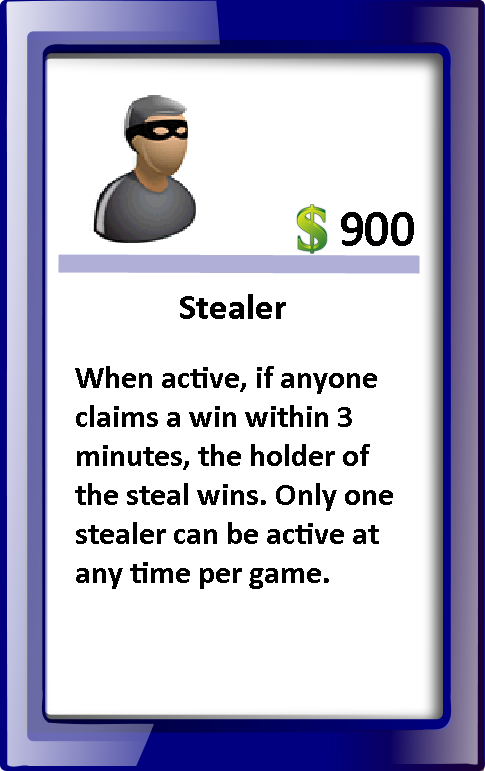 $ 900
Stealer
When active, if anyone
claims a win within 3
minutes, the holder of
the steal wins. Only one
stealer can be active at
any time per game.